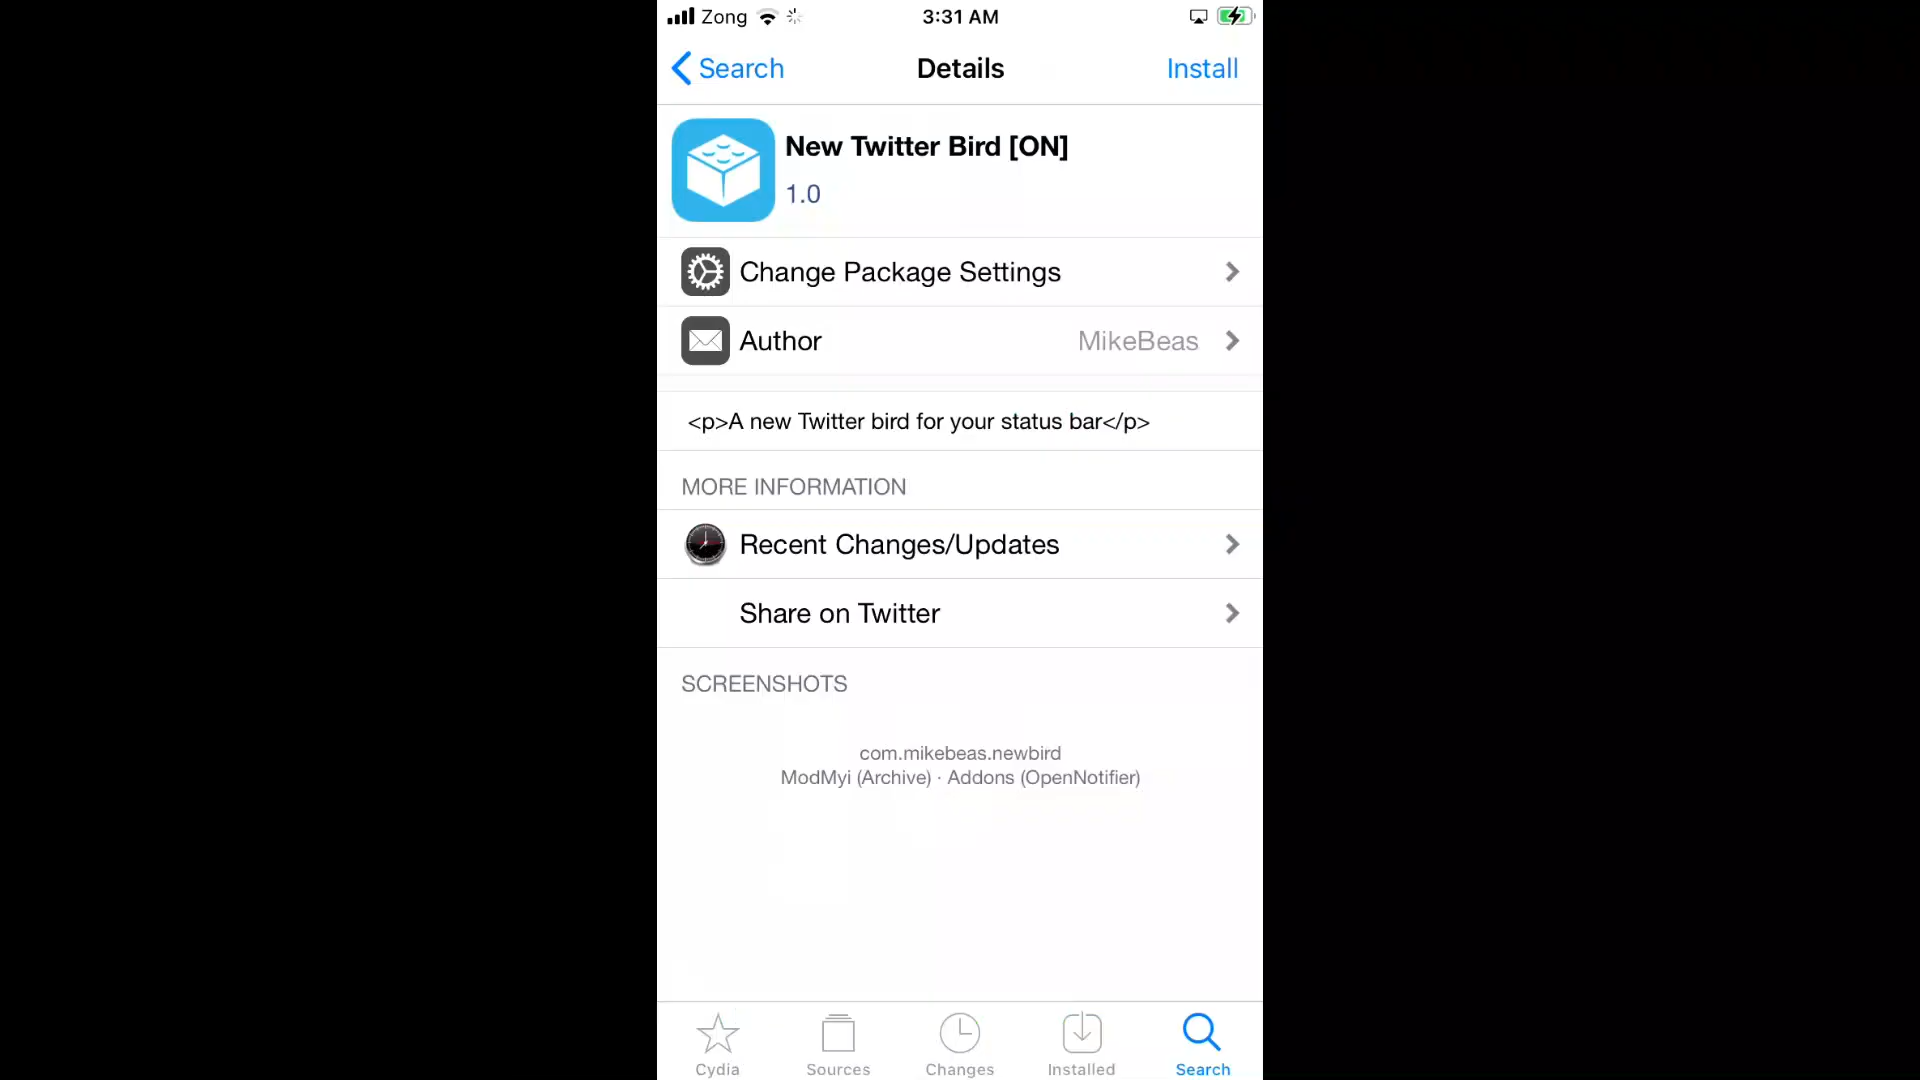 Zong
3:31 AM
Search
Details
Install
New Twitter Bird [ON]
1.0
Change Package Settings
Author
MikeBeas
<p>A new Twitter bird for your status bar</p>
MORE INFORMATION
Recent Changes/Updates
Share on Twitter
SCREENSHOTS
com.mikebeas.newbird
ModMyi (Archive) · Addons (OpenNotifier)
Cydia
Sources
Changes
Installed
Search